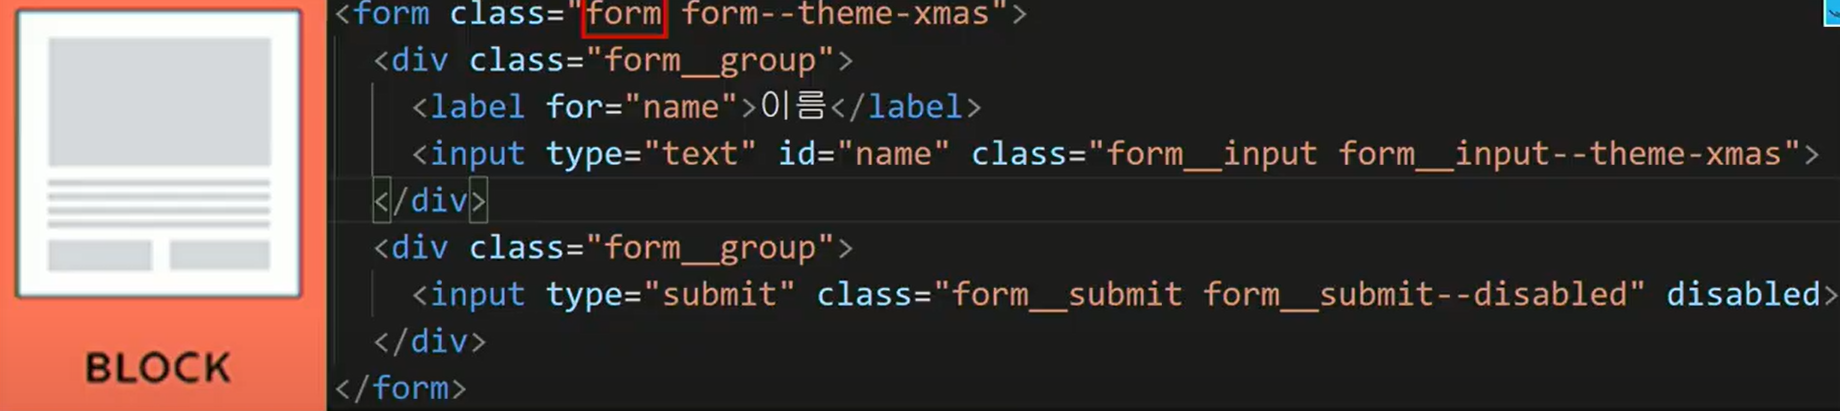 <form class="form form--theme-xmas">
<div class="form__group">
<label for="name">이름</label>
<input type="text" id="name" class="form__input form__input--theme-xmas">
</div>
<div class="form__group">
<input type="submit" class="form__submit form__submit--disabled" disabled>
</div>
</form>
BLOCK